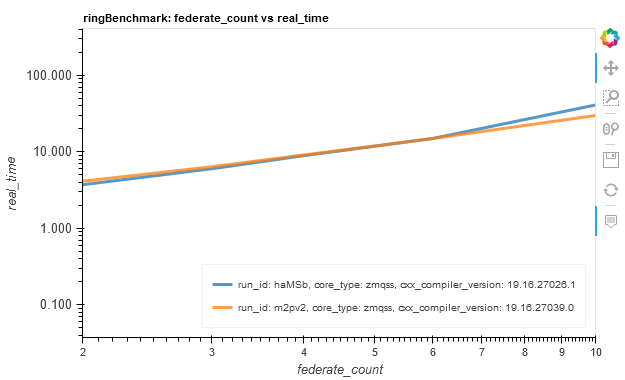 ringBenchmark: federate_count vs real_time
100.000
10.000
1.000
0.100
real_time
run_id: haMSb, core_type: zmqss, cxx_compiler_version: 19.16.27026.1
run_id: m2pv2, core_type: zmqss, cxx_compiler_version: 19.16.27039.0
2 3 4 5 6 7 8 9 10
federate_count